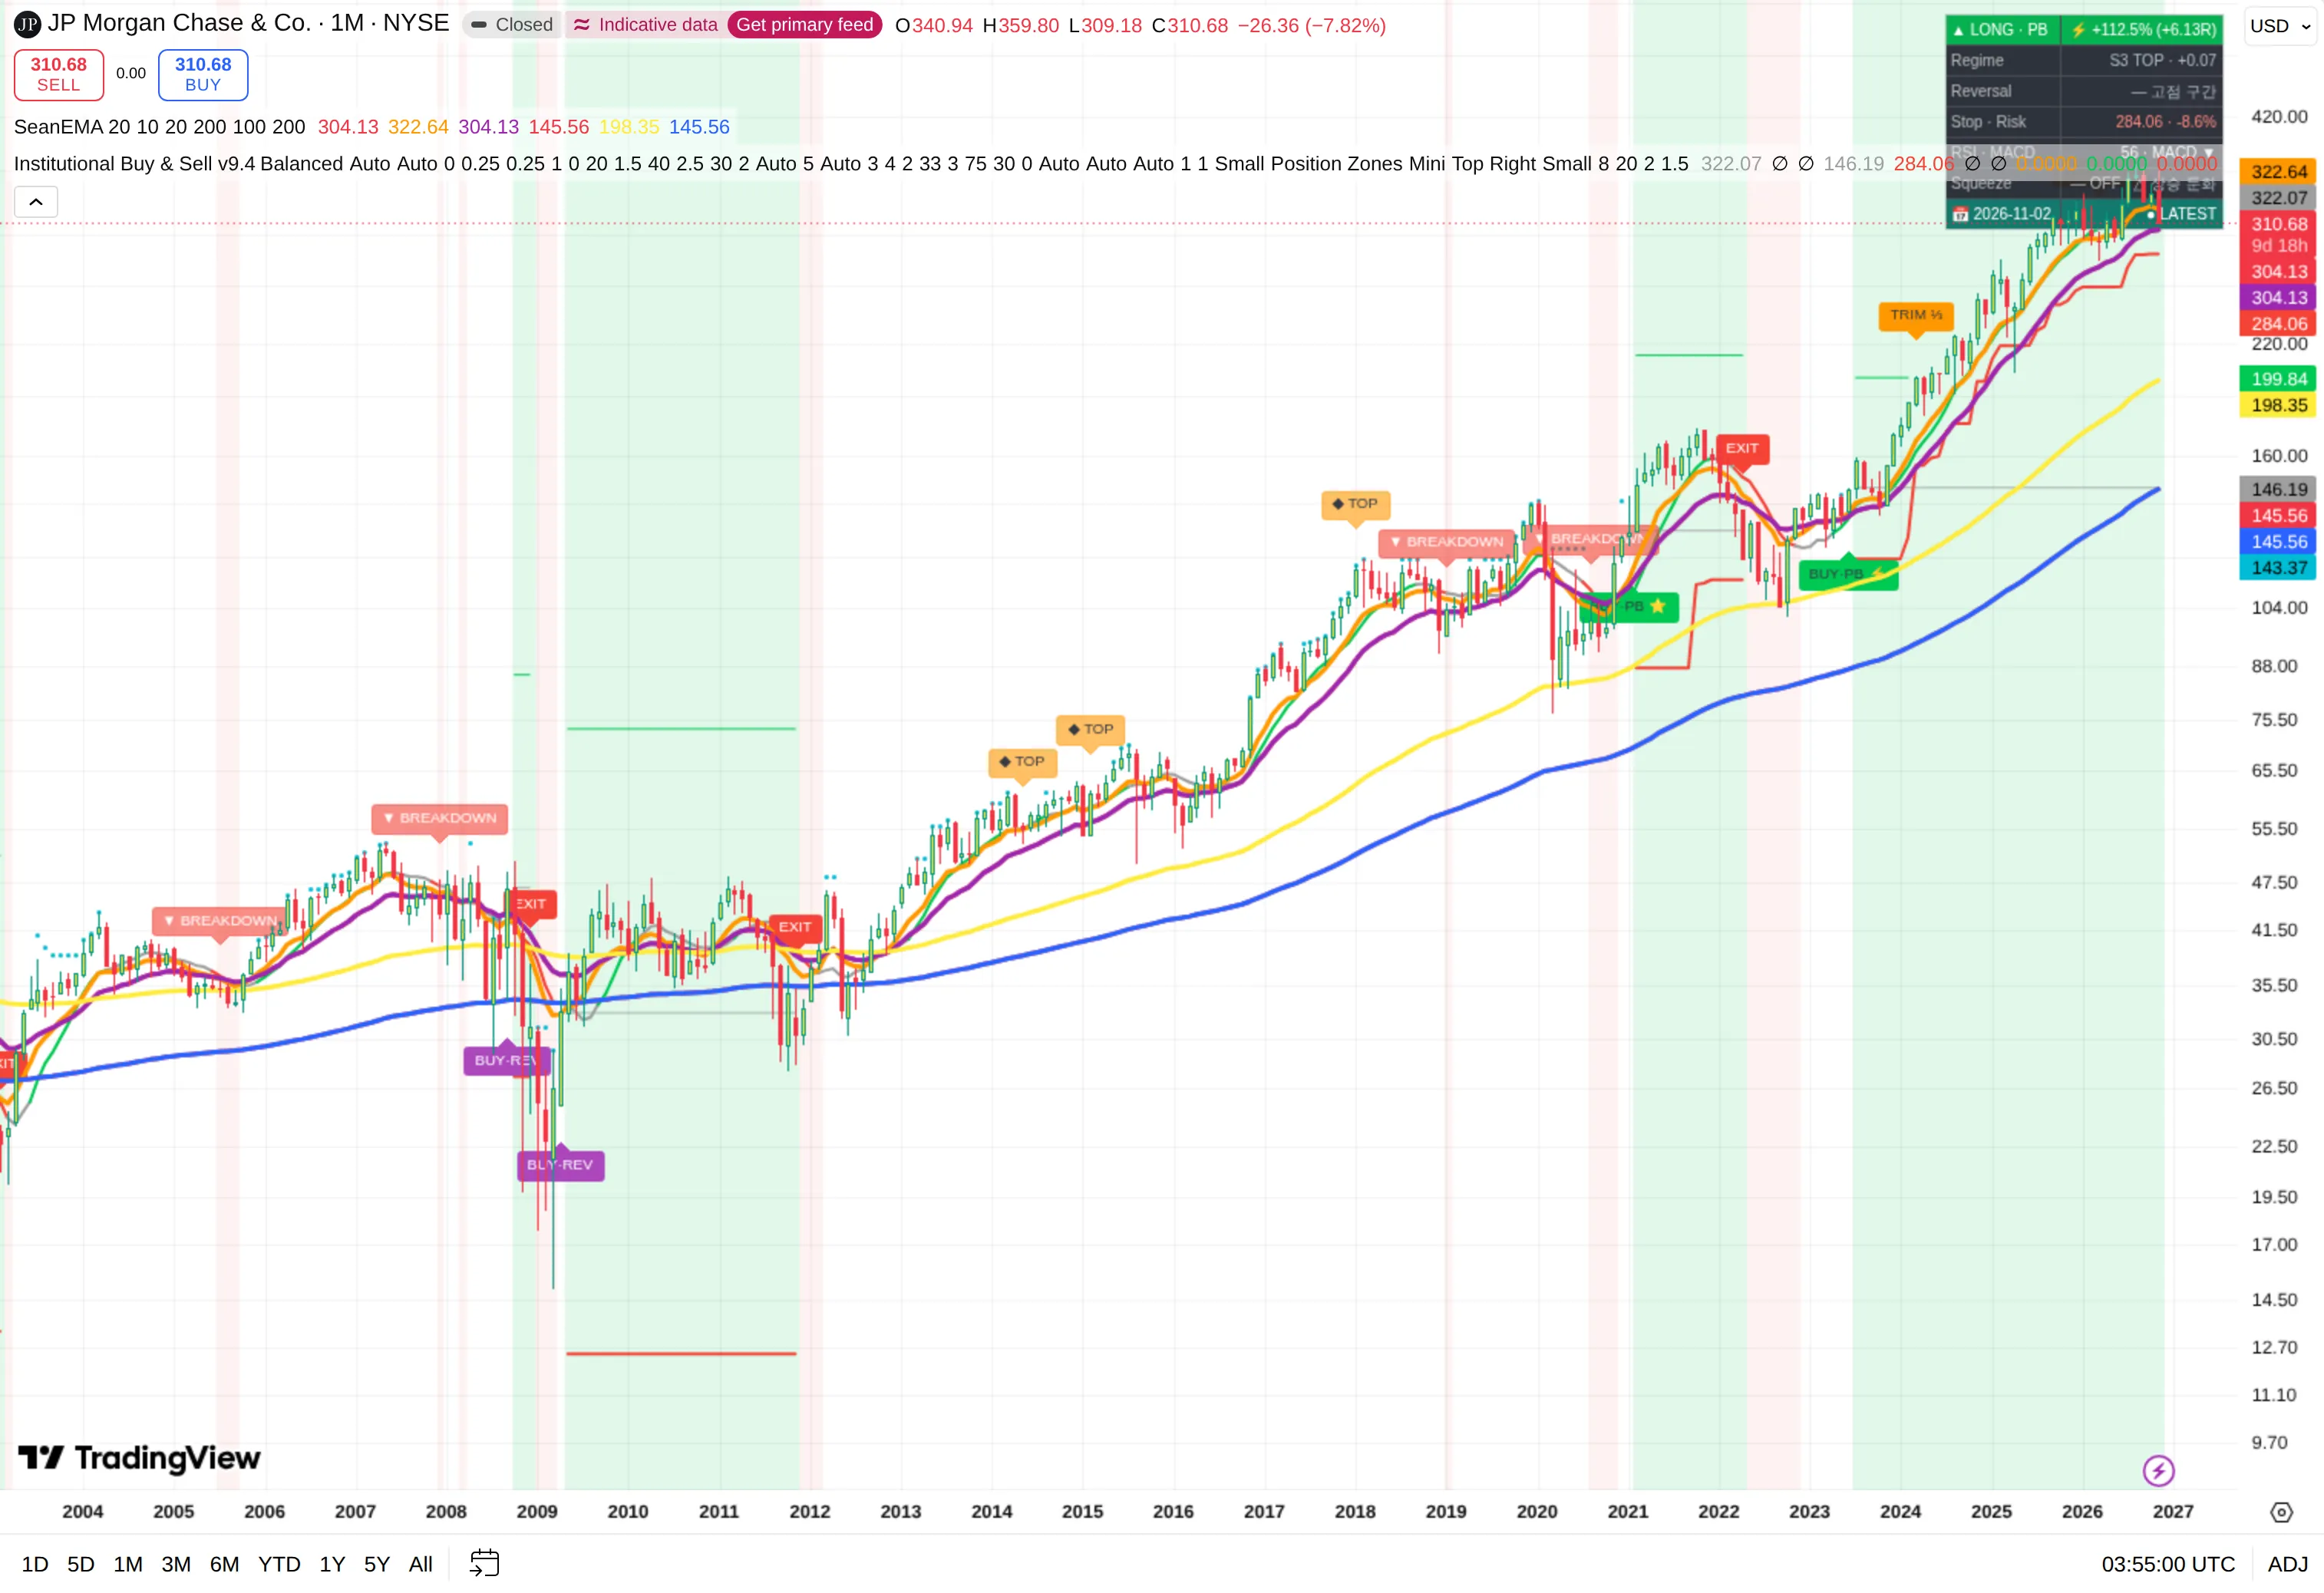 JP Morgan Chase & Co. · 1M · NYSE Closed ≈ Indicative data Get primary feed O340.94 H359.80 L309.18 C310.68 −26.36 (−7.82%)
310.68 SELL 0.00 310.68 BUY
SeanEMA 20 10 20 200 100 200 304.13 322.64 304.13 145.56 198.35 145.56
Institutional Buy & Sell v9.4 Balanced Auto Auto 0 0.25 0.25 1 0 20 1.5 40 2.5 30 2 Auto 5 Auto 3 4 2 33 3 75 30 0 Auto Auto Auto 1 1 Small Position Zones Mini Top Right Small 8 20 2 1.5 322.07 ∅ ∅ 146.19 284.06 ∅ ∅ 0.0000 0.0000 0.0000
▲ LONG · PB ⚡ +112.5% (+6.13R)
Regime S3 TOP · +0.07
Reversal — 고점 구간
Stop · Risk 284.06 · -8.6%
RSI · MACD 56 · MACD ▼
Squeeze — OFF
📅 2026-11-02 ● LATEST
USD
420.00
322.64
322.07
310.68
9d 18h
304.13
304.13
284.06
220.00
199.84
198.35
160.00
146.19
145.56
145.56
143.37
104.00
88.00
75.50
65.50
55.50
47.50
41.50
35.50
30.50
26.50
22.50
19.50
17.00
14.50
12.70
11.10
9.70
TRIM ⅓
EXIT
◆ TOP
▼ BREAKDOWN
▼ BREAKDOWN
BUY-PB ⚡
PB ⭐
◆ TOP
◆ TOP
▼ BREAKDOWN
▼ BREAKDOWN
EXIT
EXIT
BUY-REV
BUY-REV
TradingView
2004 2005 2006 2007 2008 2009 2010 2011 2012 2013 2014 2015 2016 2017 2018 2019 2020 2021 2022 2023 2024 2025 2026 2027
1D 5D 1M 3M 6M YTD 1Y 5Y All 03:55:00 UTC ADJ